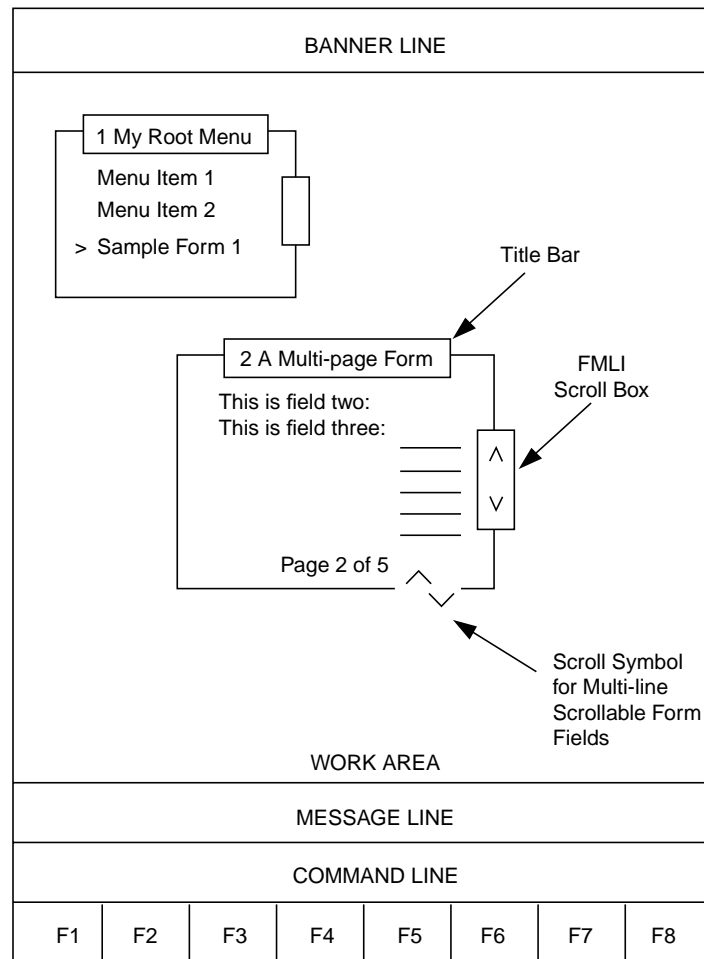 BANNER LINE
1 My Root Menu
Menu Item 1
Menu Item 2
> Sample Form 1
Title Bar
2 A Multi-page Form
FMLI
Scroll Box
This is field two:
This is field three:
Page 2 of 5
Scroll Symbol
for Multi-line
Scrollable Form
Fields
WORK AREA
MESSAGE LINE
COMMAND LINE
F1 F2 F3 F4 F5 F6 F7 F8